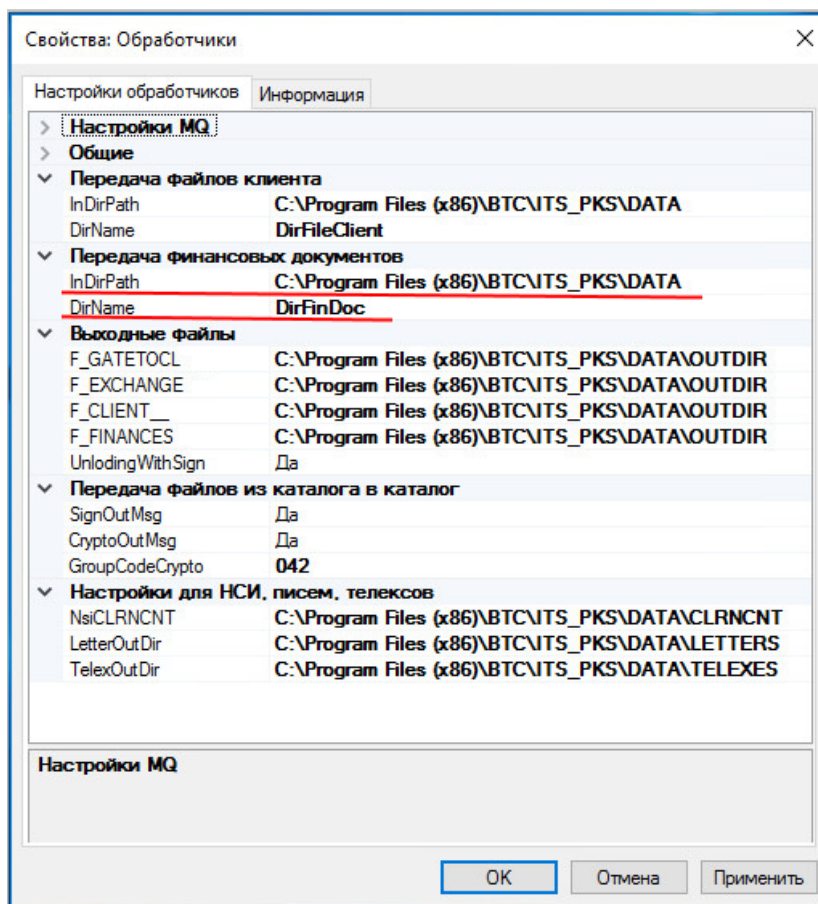 Свойства: Обработчики
Настройки обработчиков Информация
Настройки MQ
Общие
Передача файлов клиента
InDirPath C:\Program Files (x86)\BTC\ITS_PKS\DATA
DirName DirFileClient
Передача финансовых документов
InDirPath C:\Program Files (x86)\BTC\ITS_PKS\DATA
DirName DirFinDoc
Выходные файлы
F_GATETOCL C:\Program Files (x86)\BTC\ITS_PKS\DATA\OUTDIR
F_EXCHANGE C:\Program Files (x86)\BTC\ITS_PKS\DATA\OUTDIR
F_CLIENT__ C:\Program Files (x86)\BTC\ITS_PKS\DATA\OUTDIR
F_FINANCES C:\Program Files (x86)\BTC\ITS_PKS\DATA\OUTDIR
UnlodingWithSign Да
Передача файлов из каталога в каталог
SignOutMsg Да
CryptoOutMsg Да
GroupCodeCrypto 042
Настройки для НСИ, писем, телексов
NsiCLRNCNT C:\Program Files (x86)\BTC\ITS_PKS\DATA\CLRNCNT
LetterOutDir C:\Program Files (x86)\BTC\ITS_PKS\DATA\LETTERS
TelexOutDir C:\Program Files (x86)\BTC\ITS_PKS\DATA\TELEXES
Настройки MQ
OK Отмена Применить